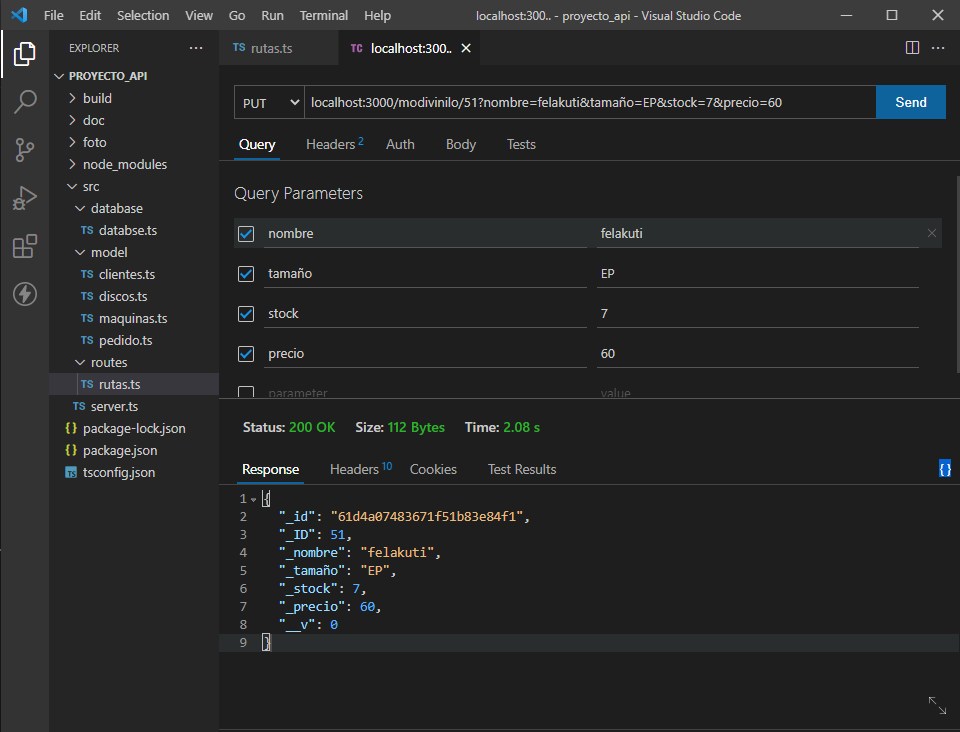 File Edit Selection View Go Run Terminal Help localhost:300.. - proyecto_api - Visual Studio Code
EXPLORER
PROYECTO_API
build
doc
foto
node_modules
src
database
TS databse.ts
model
TS clientes.ts
TS discos.ts
TS maquinas.ts
TS pedido.ts
routes
TS rutas.ts
TS server.ts
{} package-lock.json
{} package.json
TS tsconfig.json
TS rutas.ts TC localhost:300..
PUT localhost:3000/modivinilo/51?nombre=felakuti&tamaño=EP&stock=7&precio=60 Send
Query Headers 2 Auth Body Tests
Query Parameters
nombre felakuti
tamaño EP
stock 7
precio 60
parameter value
Status: 200 OK Size: 112 Bytes Time: 2.08 s
Response Headers 10 Cookies Test Results {}
1 {
2 "_id": "61d4a07483671f51b83e84f1",
3 "_ID": 51,
4 "_nombre": "felakuti",
5 "_tamaño": "EP",
6 "_stock": 7,
7 "_precio": 60,
8 "__v": 0
9 }